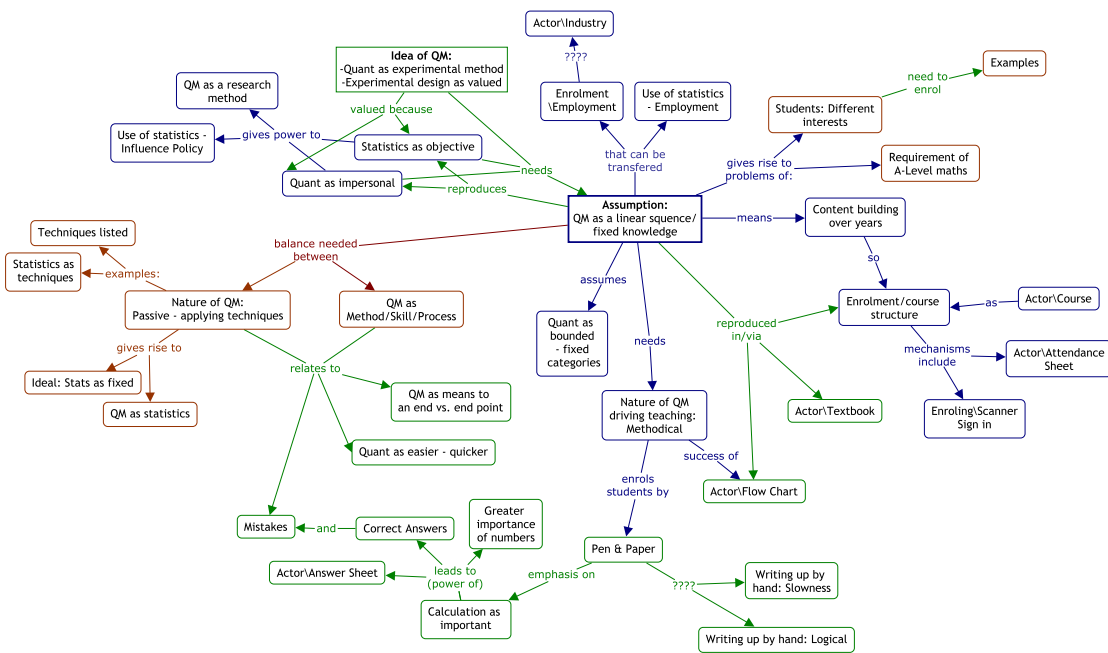 Actor\Industry
????
Idea of QM:
-Quant as experimental method
-Experimental design as valued
QM as a research
method
Enrolment
\Employment
Use of statistics
- Employment
Examples
need to
enrol
Students: Different
interests
valued because
Use of statistics -
Influence Policy
gives power to
Statistics as objective
that can be
transfered
gives rise to
problems of:
Requirement of
A-Level maths
Quant as impersonal
reproduces
needs
Assumption:
QM as a linear squence/
fixed knowledge
means
Content building
over years
Techniques listed
balance needed
between
so
Statistics as
techniques
examples:
assumes
Nature of QM:
Passive - applying techniques
QM as
Method/Skill/Process
Enrolment/course
structure
as
Actor\Course
Quant as
bounded
- fixed
categories
needs
reproduced
in/via
gives rise to
mechanisms
include
Actor\Attendance
Sheet
Ideal: Stats as fixed
relates to
QM as statistics
QM as means to
an end vs. end point
Nature of QM
driving teaching:
Methodical
Actor\Textbook
Enroling\Scanner
Sign in
Quant as easier - quicker
success of
enrols
students by
Actor\Flow Chart
Greater
importance
of numbers
Mistakes
and
Correct Answers
Pen & Paper
Actor\Answer Sheet
leads to
(power of)
emphasis on
????
Writing up by
hand: Slowness
Calculation as
important
Writing up by hand: Logical